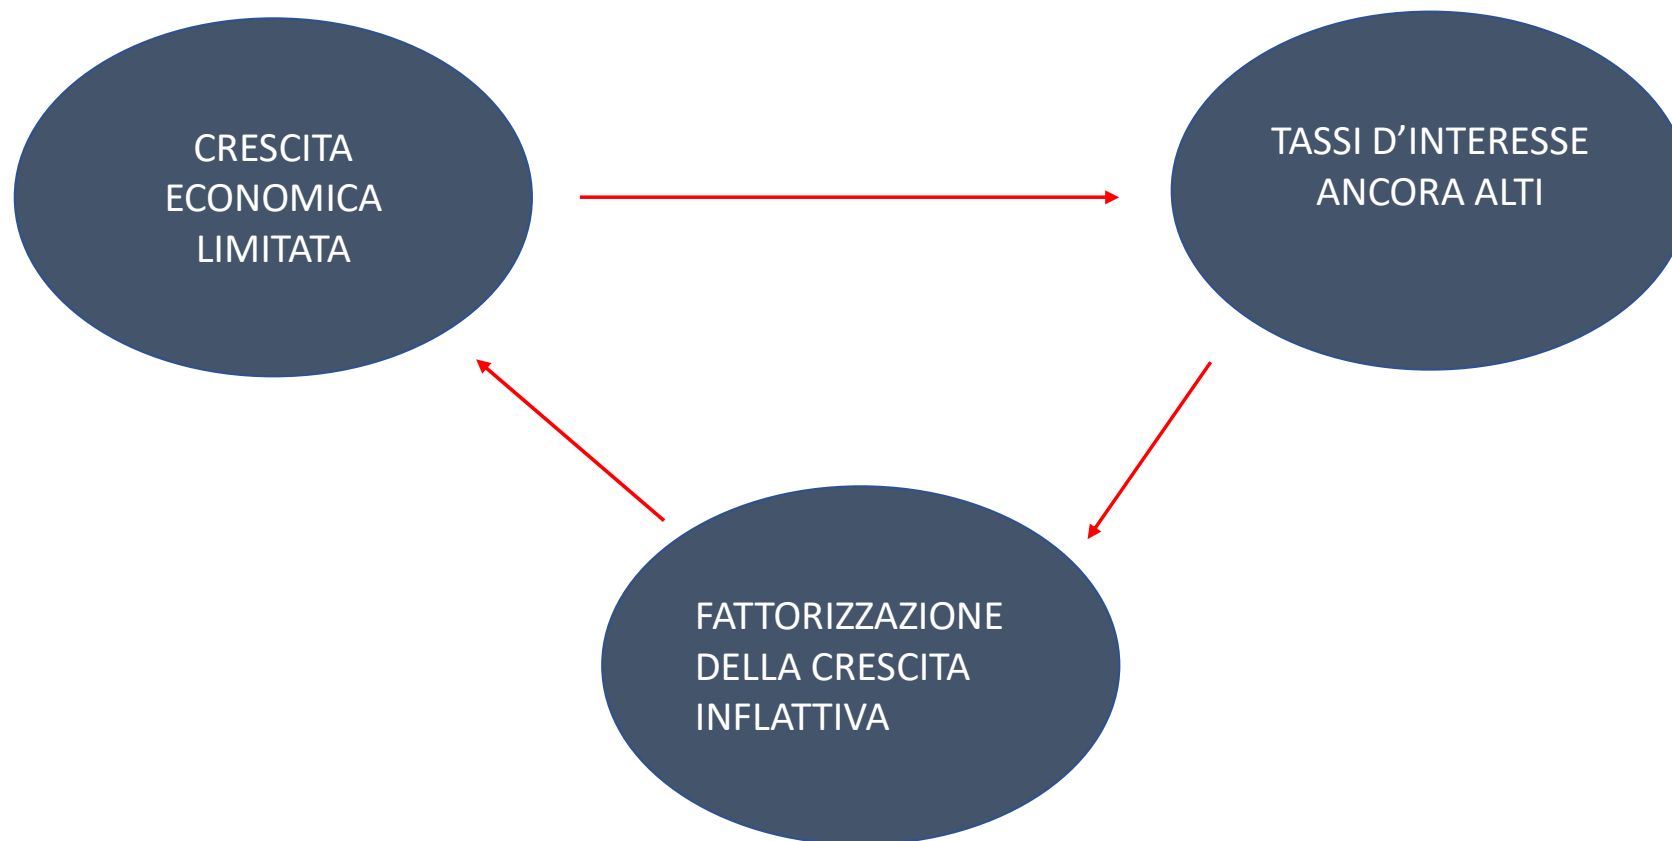 CRESCITA
ECONOMICA
LIMITATA
TASSI D’INTERESSE
ANCORA ALTI
FATTORIZZAZIONE
DELLA CRESCITA
INFLATTIVA